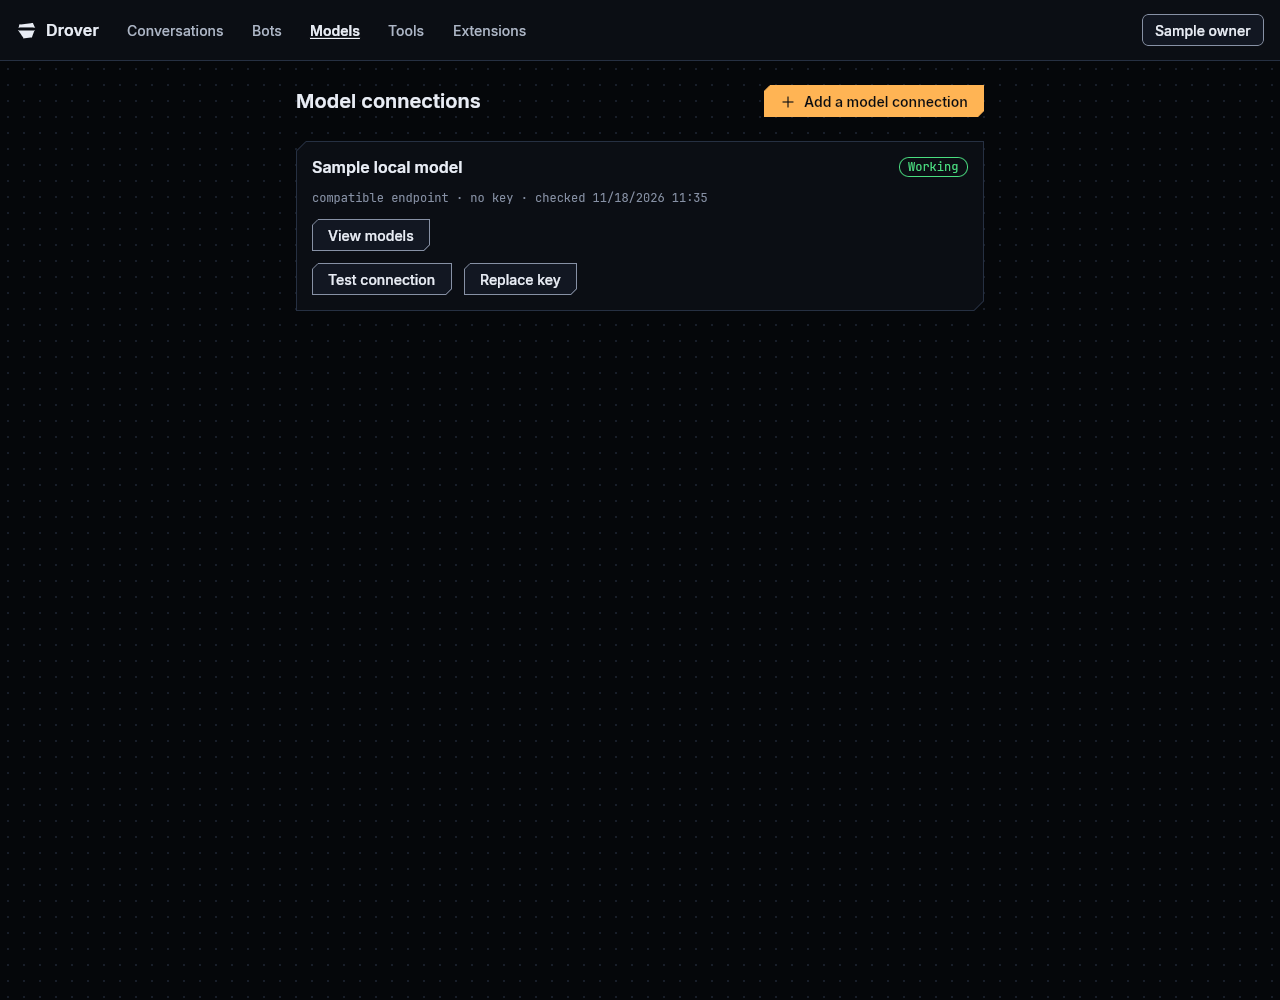 Drover
Conversations
Bots
Models
Tools
Extensions
Sample owner
Model connections
Add a model connection
Sample local model
Working
compatible endpoint · no key · checked 11/18/2026 11:35
View models
Test connection
Replace key